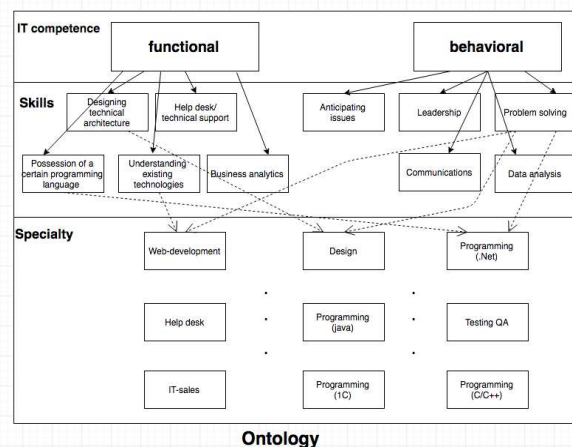 IT competence
functional
behavioral
Skills
Designing
technical
architecture
Help desk/
technical support
Anticipating
issues
Leadership
Problem solving
Possession of a
certain programming
language
Understanding
existing
technologies
Business analytics
Communications
Data analysis
Specialty
Web-development
Design
Programming
(.Net)
Help desk
Programming
(java)
Testing QA
IT-sales
Programming
(1C)
Programming
(C/C++)
Ontology